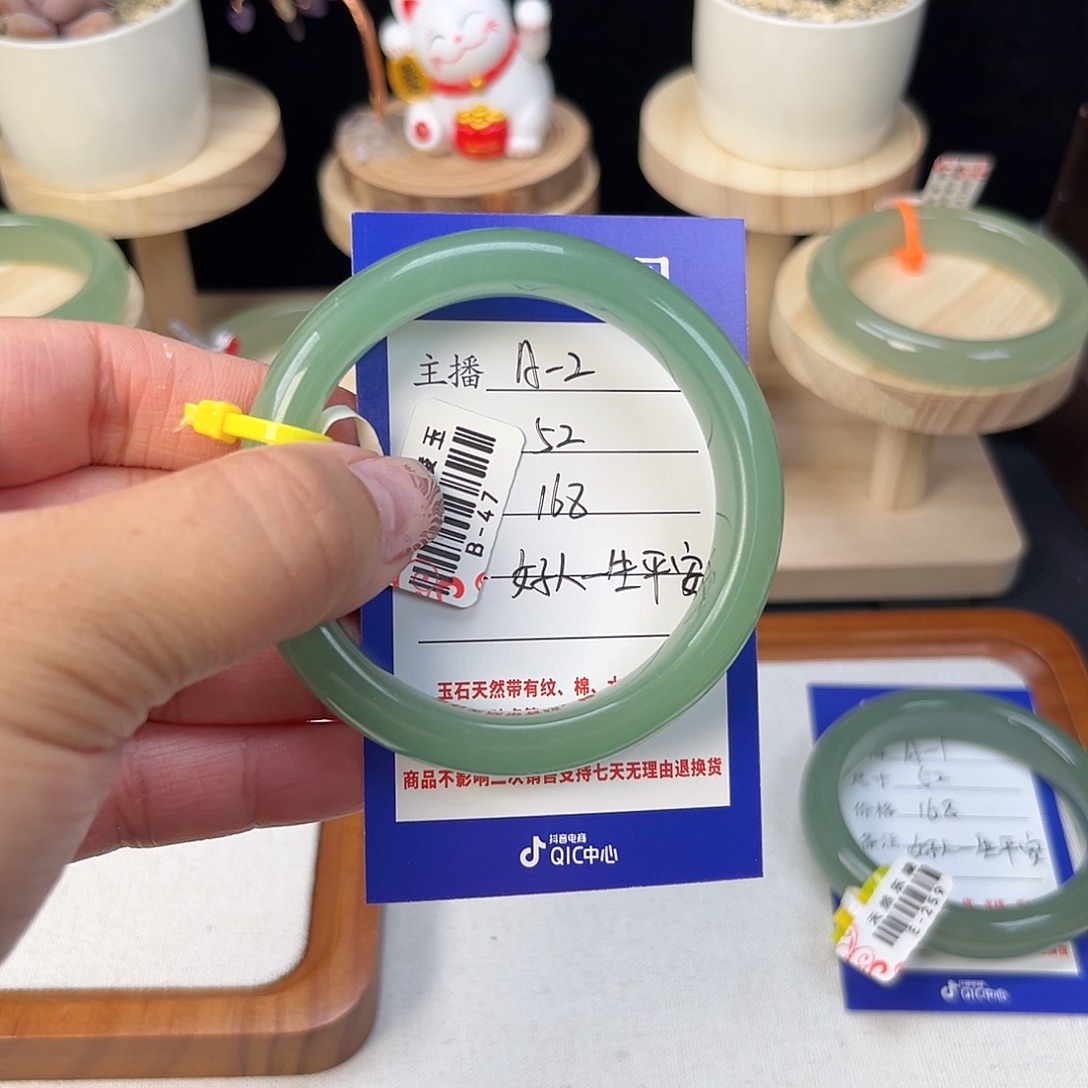 主播 A-2
52
168
好人一生平安
玉
B-47
玉石天然带有纹、棉、
商品不影响二次销售支持七天无理由退换货
抖音电商
QIC中心
A-1
尺寸 52
价格 168
备注 好人一生平安
E-259
QIC中心